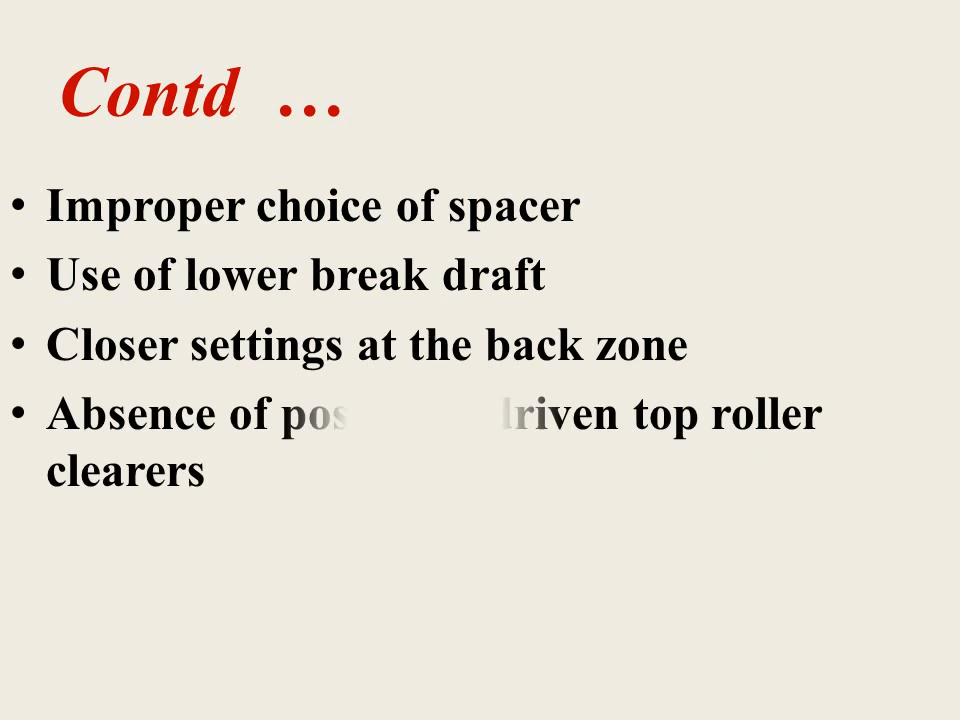 Contd …
• Improper choice of spacer
• Use of lower break draft
• Closer settings at the back zone
• Absence of driven top roller
clearers